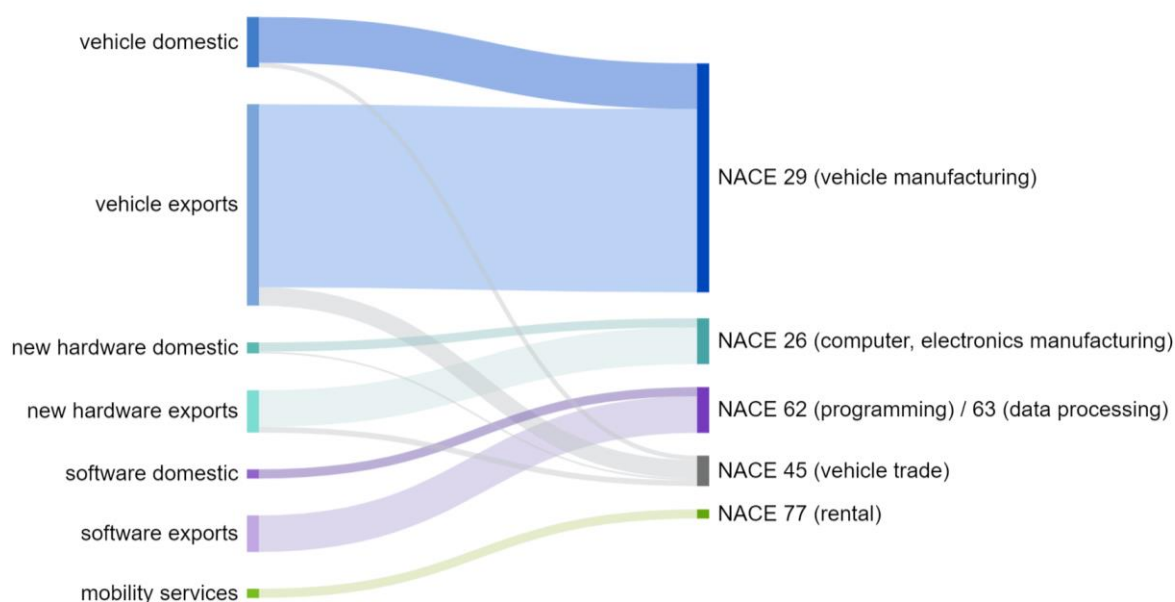 vehicle domestic
vehicle exports
new hardware domestic
new hardware exports
software domestic
software exports
mobility services
NACE 29 (vehicle manufacturing)
NACE 26 (computer, electronics manufacturing)
NACE 62 (programming) / 63 (data processing)
NACE 45 (vehicle trade)
NACE 77 (rental)